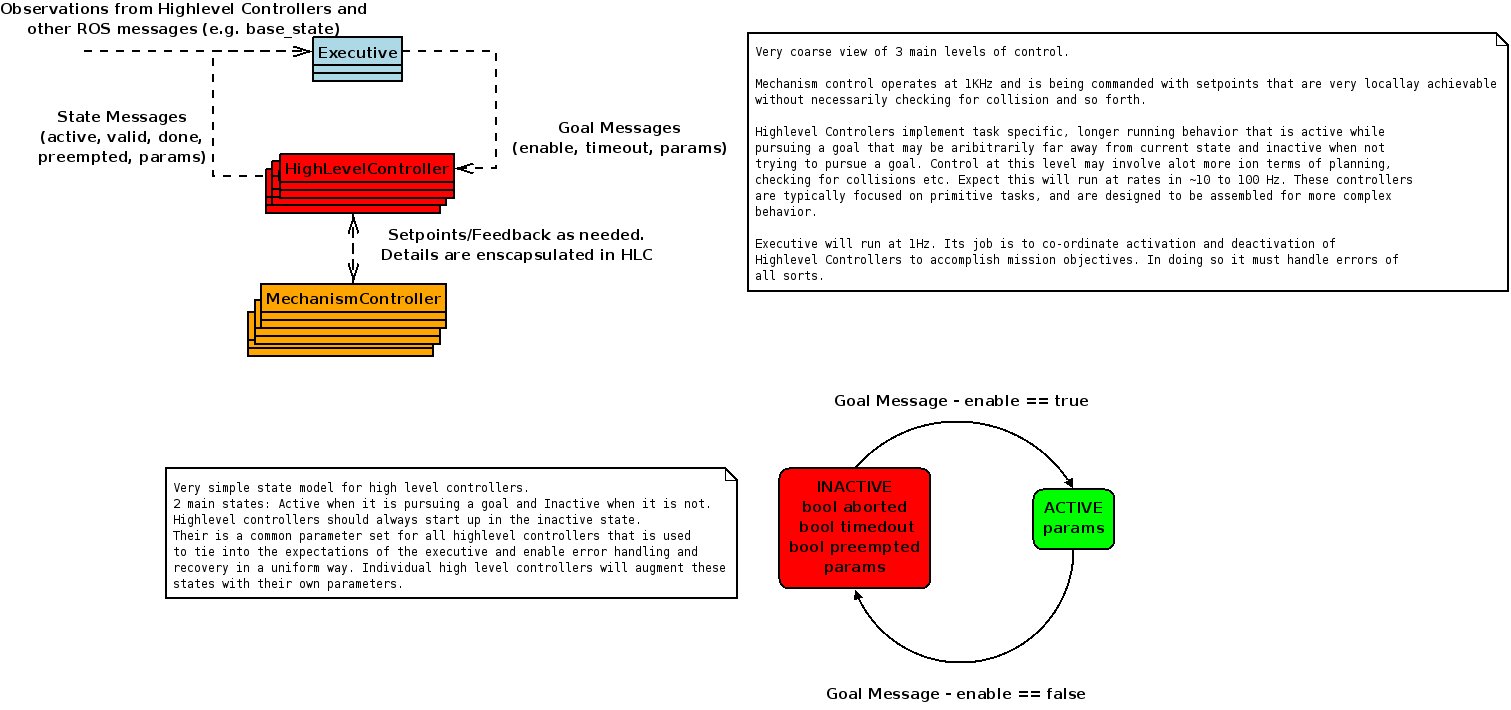 Observations from Highlevel Controllers and
other ROS messages (e.g. base_state)
Executive
State Messages
(active, valid, done,
preempted, params)
Goal Messages
(enable, timeout, params)
HighLevelController
Setpoints/Feedback as needed.
Details are enscapsulated in HLC
MechanismController
Very coarse view of 3 main levels of control.
Mechanism control operates at 1KHz and is being commanded with setpoints that are very locallay achievable
without necessarily checking for collision and so forth.
Highlevel Controlers implement task specific, longer running behavior that is active while
pursuing a goal that may be aribitrarily far away from current state and inactive when not
trying to pursue a goal. Control at this level may involve alot more ion terms of planning,
checking for collisions etc. Expect this will run at rates in ~10 to 100 Hz. These controllers
are typically focused on primitive tasks, and are designed to be assembled for more complex
behavior.
Executive will run at 1Hz. Its job is to co-ordinate activation and deactivation of
Highlevel Controllers to accomplish mission objectives. In doing so it must handle errors of
all sorts.
Very simple state model for high level controllers.
2 main states: Active when it is pursuing a goal and Inactive when it is not.
Highlevel controllers should always start up in the inactive state.
Their is a common parameter set for all highlevel controllers that is used
to tie into the expectations of the executive and enable error handling and
recovery in a uniform way. Individual high level controllers will augment these
states with their own parameters.
Goal Message - enable == true
INACTIVE
bool aborted
bool timedout
bool preempted
params
ACTIVE
params
Goal Message - enable == false